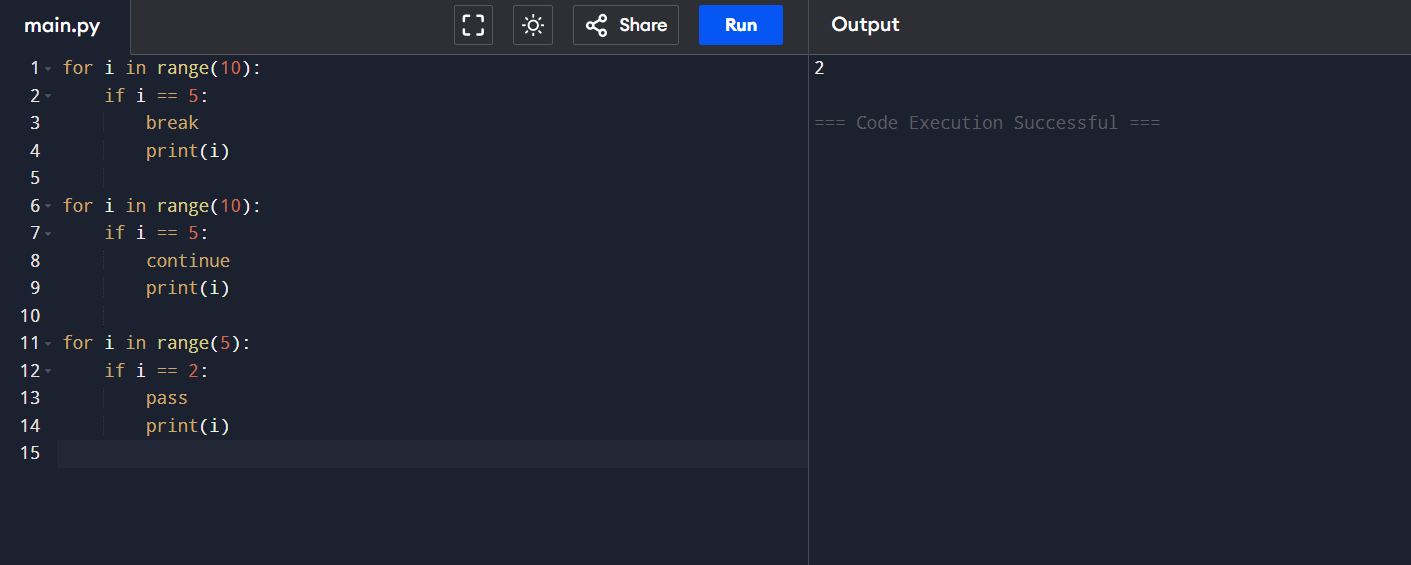 main.py
Share
Run
Output
1 for i in range(10):
2     if i == 5:
3         break
4         print(i)
5
6 for i in range(10):
7     if i == 5:
8         continue
9         print(i)
10
11 for i in range(5):
12     if i == 2:
13         pass
14         print(i)
15
2
=== Code Execution Successful ===